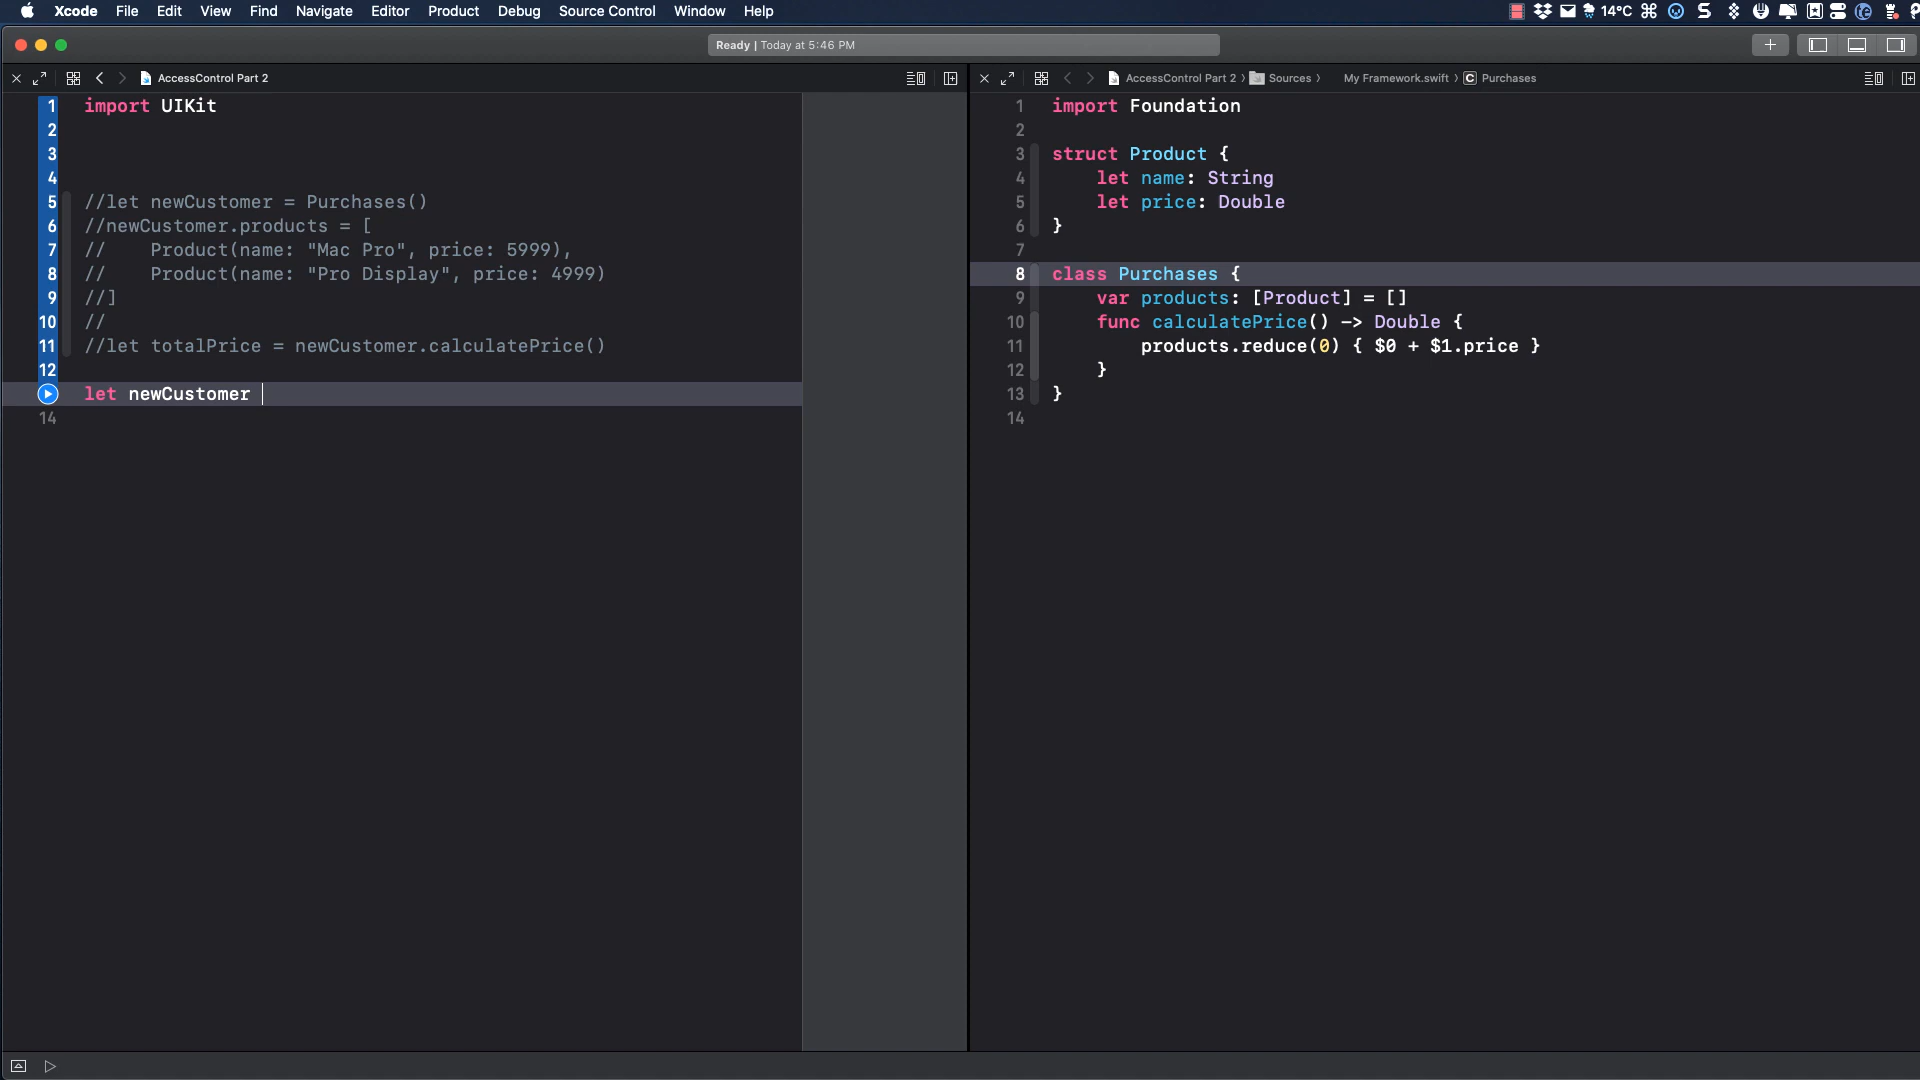 Xcode File Edit View Find Navigate Editor Product Debug Source Control Window Help 14°C
Ready | Today at 5:46 PM
AccessControl Part 2
AccessControl Part 2 〉 Sources 〉 My Framework.swift 〉 C Purchases
1 import UIKit
2
3
4
5 //let newCustomer = Purchases()
6 //newCustomer.products = [
7 //    Product(name: "Mac Pro", price: 5999),
8 //    Product(name: "Pro Display", price: 4999)
9 //]
10 //
11 //let totalPrice = newCustomer.calculatePrice()
12
let newCustomer
14
1 import Foundation
2
3 struct Product {
4     let name: String
5     let price: Double
6 }
7
8 class Purchases {
9     var products: [Product] = []
10     func calculatePrice() -> Double {
11         products.reduce(0) { $0 + $1.price }
12     }
13 }
14